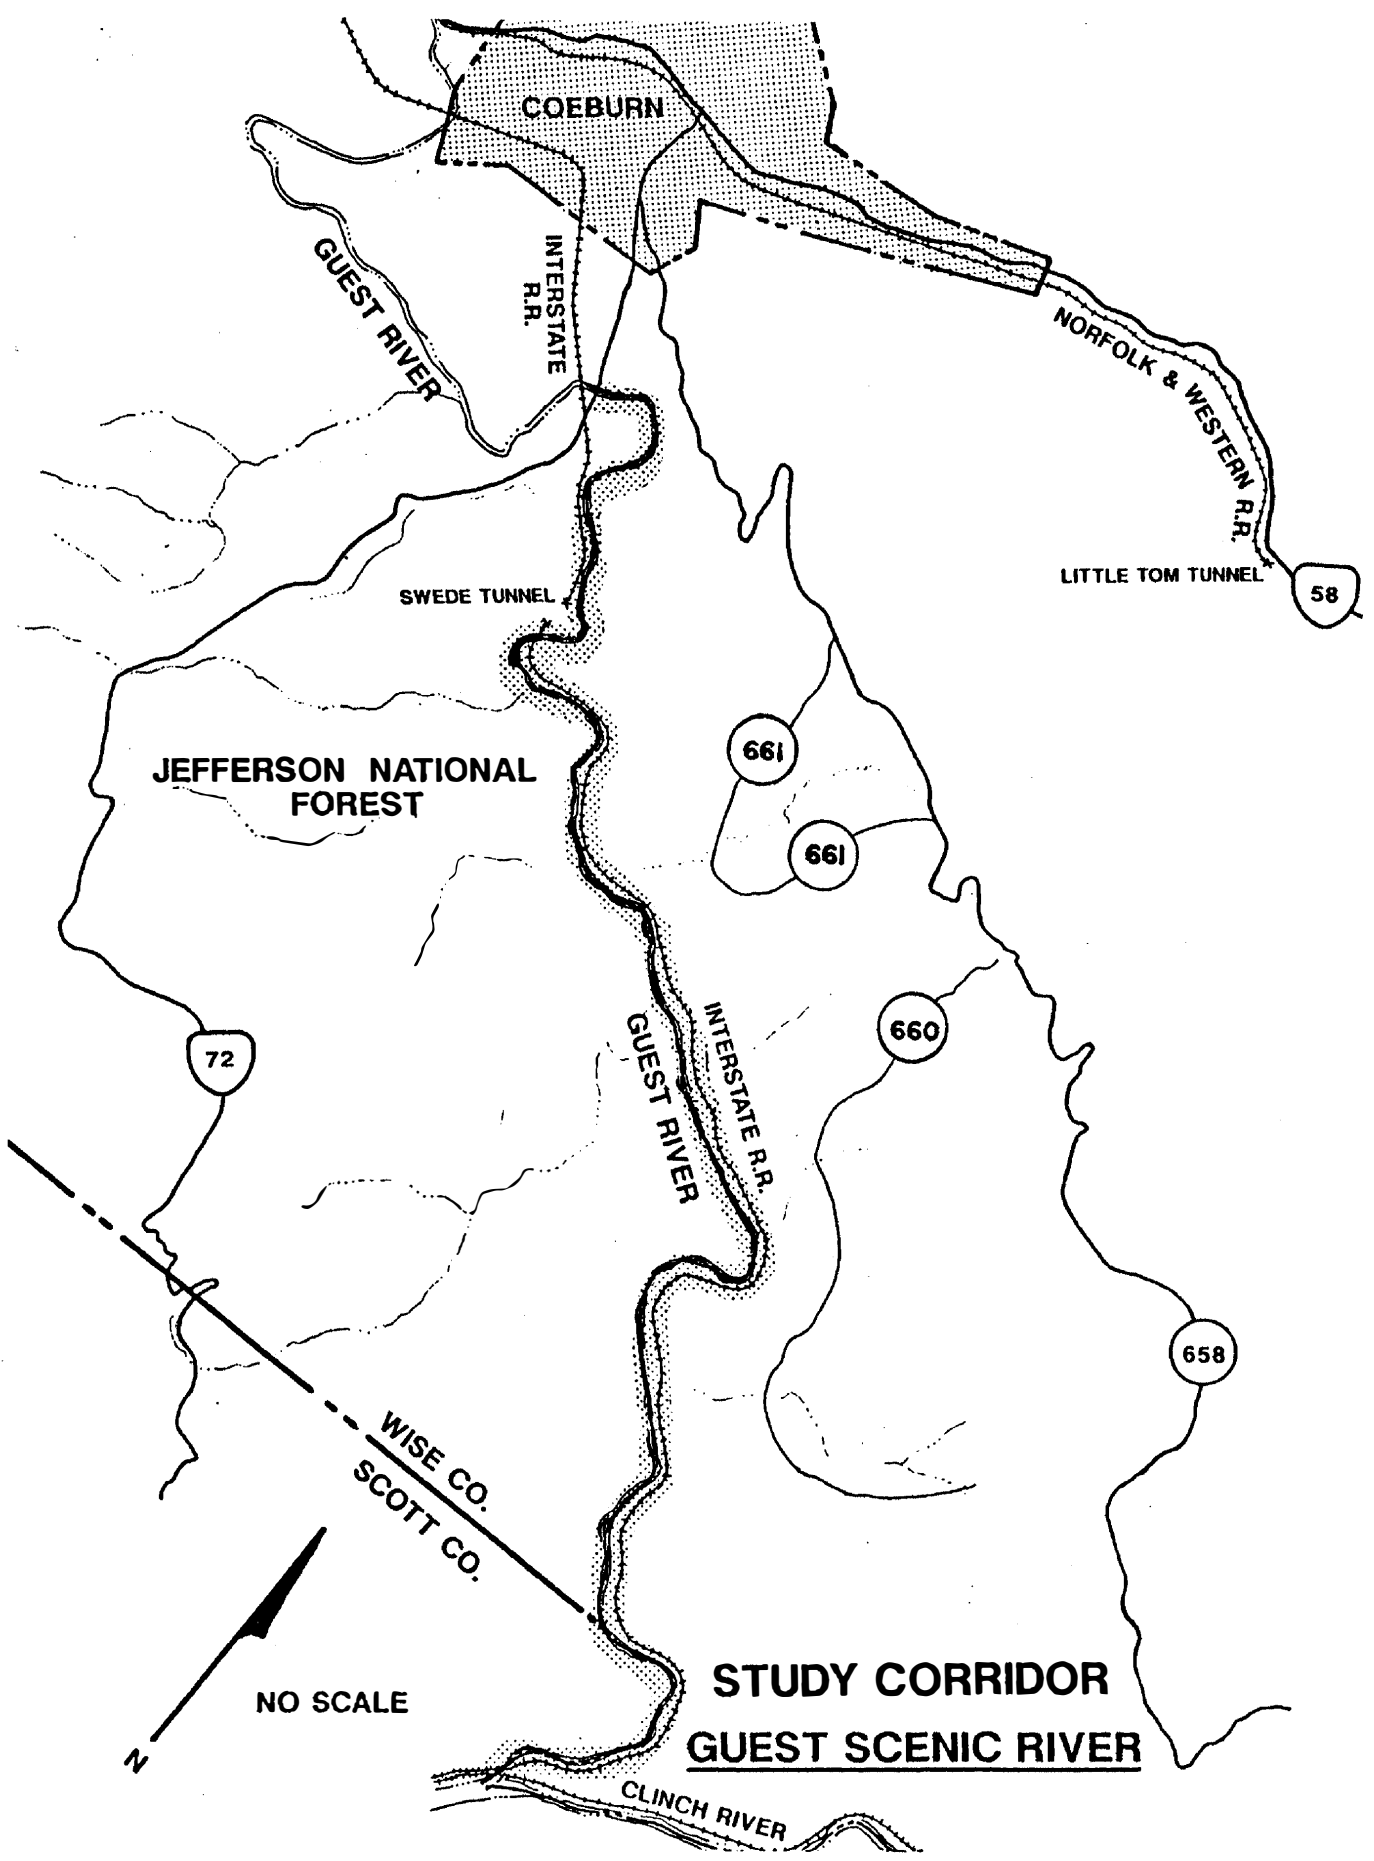 COEBURN
INTERSTATE
R.R.
GUEST RIVER
NORFOLK & WESTERN R.R.
LITTLE TOM TUNNEL
58
SWEDE TUNNEL
661
JEFFERSON NATIONAL
FOREST
661
660
INTERSTATE R.R.
GUEST RIVER
72
658
WISE CO.
SCOTT CO.
N
NO SCALE
STUDY CORRIDOR
GUEST SCENIC RIVER
CLINCH RIVER